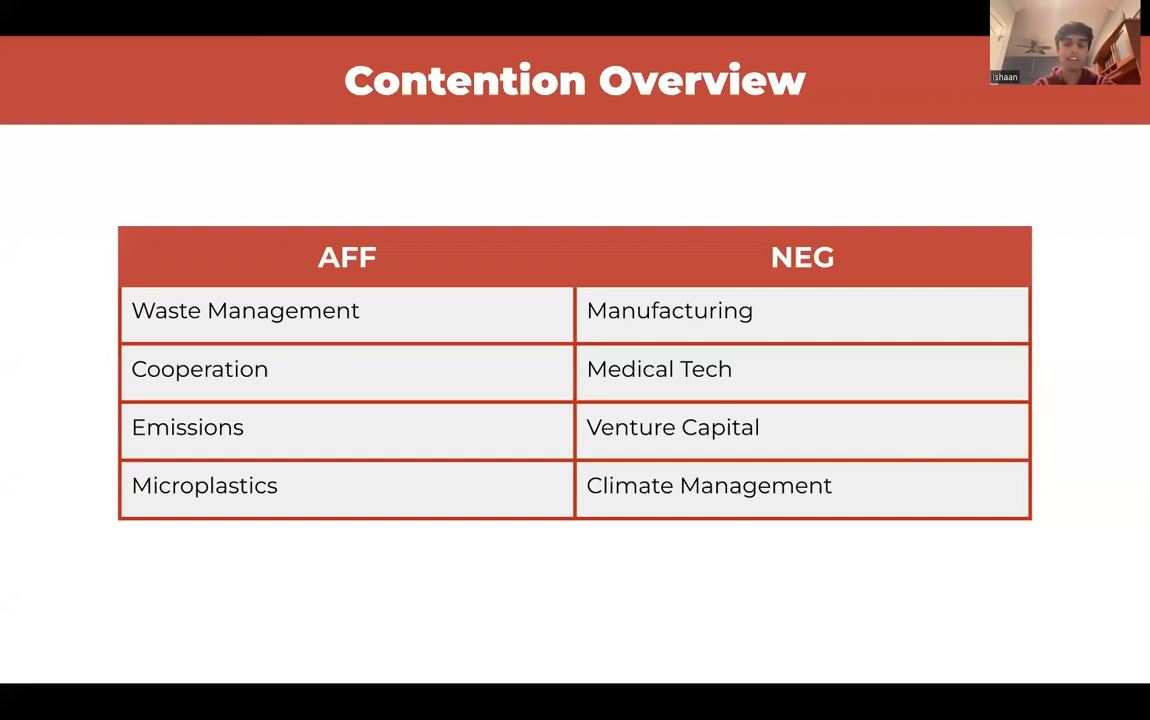 Contention Overview
Ishaan
AFF NEG
Waste Management Manufacturing
Cooperation Medical Tech
Emissions Venture Capital
Microplastics Climate Management